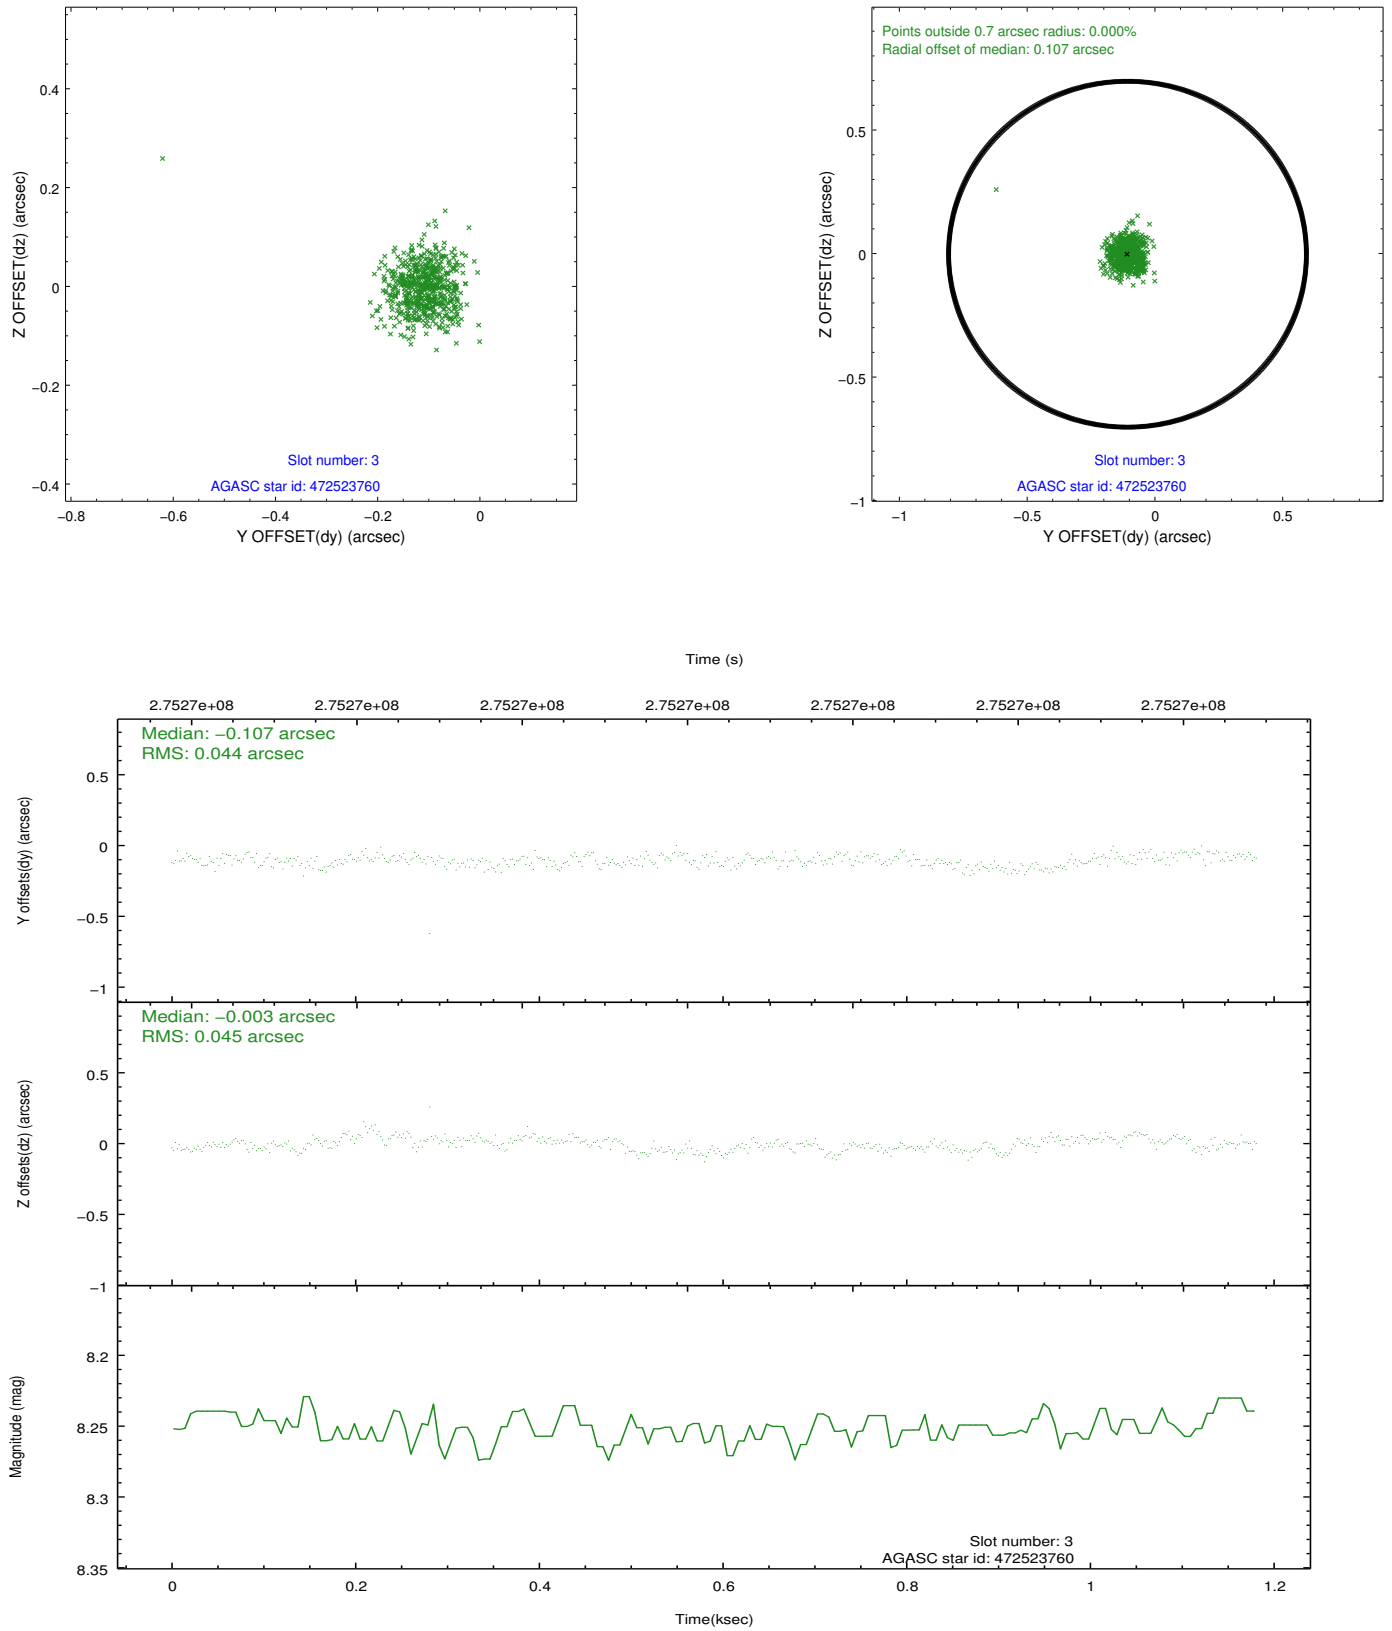 0.4
0.2
0
−0.2
−0.4
Z OFFSET(dz) (arcsec)
Slot number: 3
AGASC star id: 472523760
−0.8
−0.6
−0.4
−0.2
0
Y OFFSET(dy) (arcsec)
Points outside 0.7 arcsec radius: 0.000%
Radial offset of median: 0.107 arcsec
0.5
0
−0.5
−1
Z OFFSET(dz) (arcsec)
Slot number: 3
AGASC star id: 472523760
−1
−0.5
0
0.5
Y OFFSET(dy) (arcsec)
Time (s)
2.7527e+08
2.7527e+08
2.7527e+08
2.7527e+08
2.7527e+08
2.7527e+08
2.7527e+08
Median: −0.107 arcsec
RMS: 0.044 arcsec
0.5
0
−0.5
−1
Y offsets(dy) (arcsec)
Median: −0.003 arcsec
RMS: 0.045 arcsec
0.5
0
−0.5
−1
Z offsets(dz) (arcsec)
8.2
8.25
8.3
8.35
Magnitude (mag)
Slot number: 3
AGASC star id: 472523760
0
0.2
0.4
0.6
0.8
1
1.2
Time(ksec)